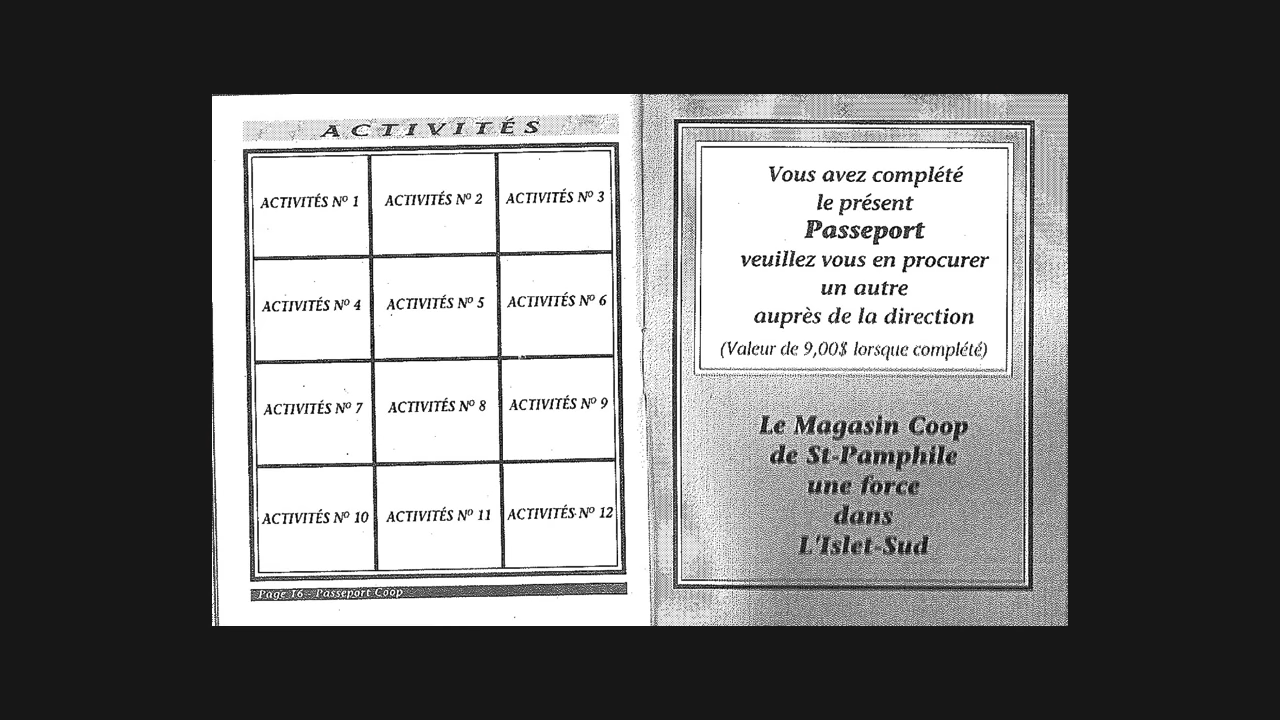 ACTIVITÉS
ACTIVITÉS Nº 1
ACTIVITÉS Nº 2
ACTIVITÉS Nº 3
ACTIVITÉS Nº 4
ACTIVITÉS Nº 5
ACTIVITÉS Nº 6
ACTIVITÉS Nº 7
ACTIVITÉS Nº 8
ACTIVITÉS Nº 9
ACTIVITÉS Nº 10
ACTIVITÉS Nº 11
ACTIVITÉS Nº 12
Page 16 - Passeport Coop
Vous avez complété
le présent
Passeport
veuillez vous en procurer
un autre
auprès de la direction
(Valeur de 9,00$ lorsque complété)
Le Magasin Coop
de St-Pamphile
une force
dans
L'Islet-Sud